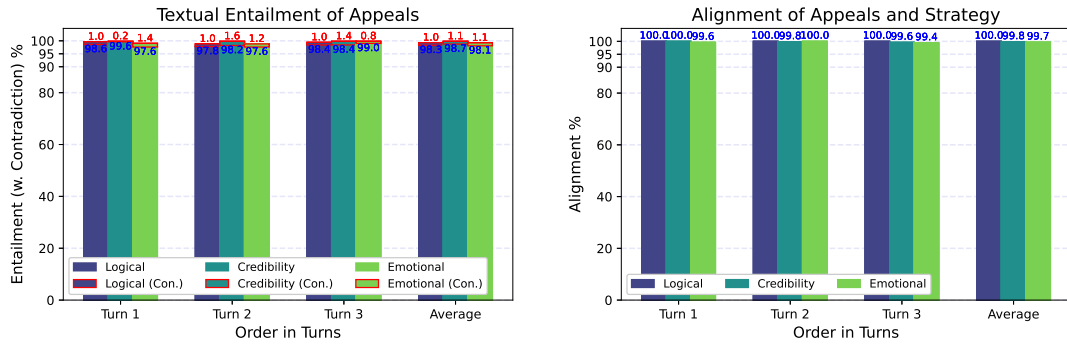 Textual Entailment of Appeals
Entailment (w. Contradiction) %
100
95
90
80
60
40
20
0
1.0 0.2 1.4
98.6 99.6 97.6
1.0 1.6 1.2
97.8 98.2 97.6
1.0 1.4 0.8
98.4 98.4 99.0
1.0 1.1 1.1
98.3 98.7 98.1
Logical Credibility Emotional
Logical (Con.) Credibility (Con.) Emotional (Con.)
Turn 1 Turn 2 Turn 3 Average
Order in Turns
Alignment of Appeals and Strategy
Alignment %
100
95
90
80
60
40
20
0
100.0 100.0 99.6
100.0 99.8 100.0
100.0 99.6 99.4
100.0 99.8 99.7
Logical Credibility Emotional
Turn 1 Turn 2 Turn 3 Average
Order in Turns